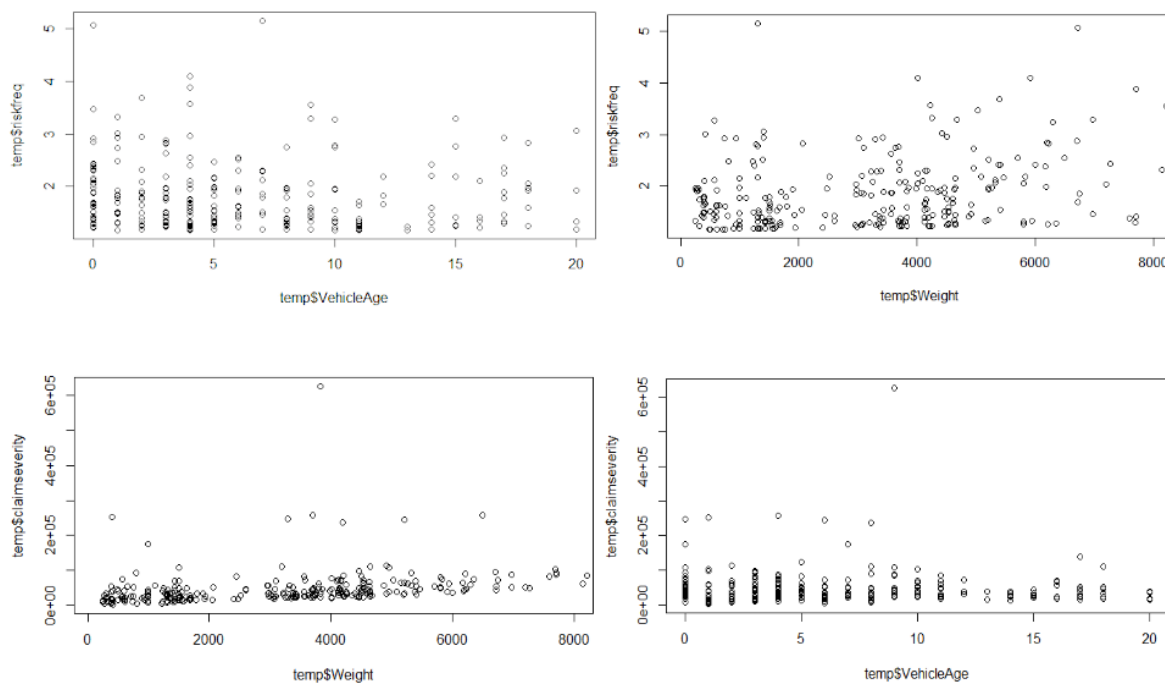 temp$riskfreq
5
4
3
2
0 5 10 15 20
temp$VehicleAge
temp$riskfreq
5
4
3
2
0 2000 4000 6000 8000
temp$Weight
temp$claimseverity
6e+05
4e+05
2e+05
0e+00
0 2000 4000 6000 8000
temp$Weight
temp$claimseverity
6e+05
4e+05
2e+05
0e+00
0 5 10 15 20
temp$VehicleAge